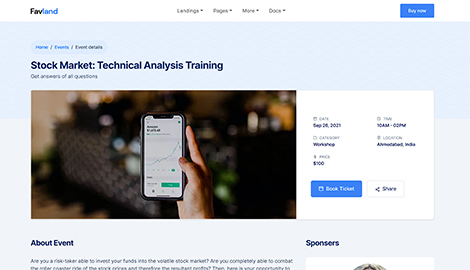 Favland
Landings Pages More Docs
Buy now
Home / Events / Event details
Stock Market: Technical Analysis Training
Get answers of all questions
DATE
Sep 26, 2021
TIME
10AM - 02PM
CATEGORY
Workshop
LOCATION
Ahmedabad, India
PRICE
$100
Book Ticket
Share
About Event
Are you a risk-taker able to invest your funds into the volatile stock market? Are you completely able to combat
the roller coaster ride of the stock prices and therefore the resultant profits? Then, here is your opportunity to
Sponsors